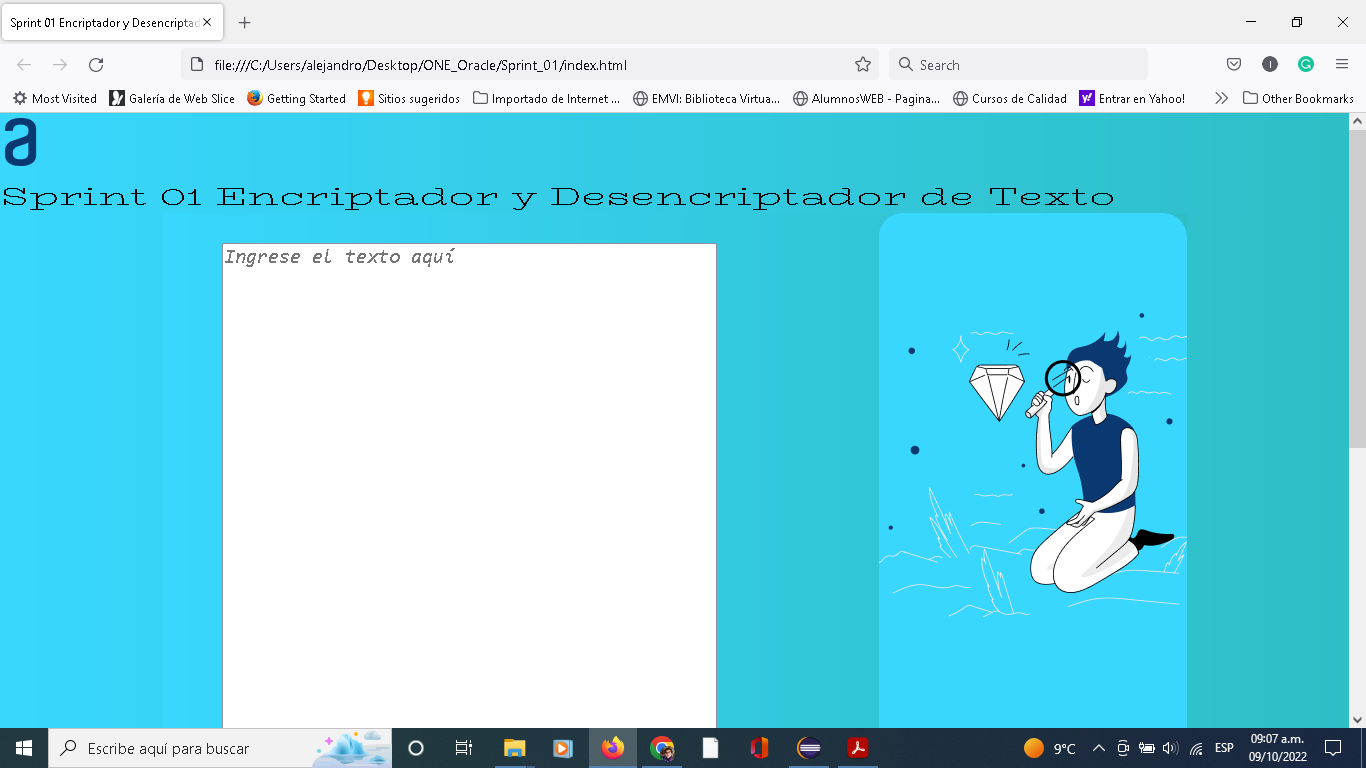 Sprint 01 Encriptador y Desencriptad
file:///C:/Users/alejandro/Desktop/ONE_Oracle/Sprint_01/index.html
Search
Most Visited
Galería de Web Slice
Getting Started
Sitios sugeridos
Importado de Internet ...
EMVI: Biblioteca Virtua...
AlumnosWEB - Pagina...
Cursos de Calidad
Entrar en Yahoo!
Other Bookmarks
a
Sprint 01 Encriptador y Desencriptador de Texto
Ingrese el texto aquí
Escribe aquí para buscar
9°C
ESP
09:07 a.m.
09/10/2022